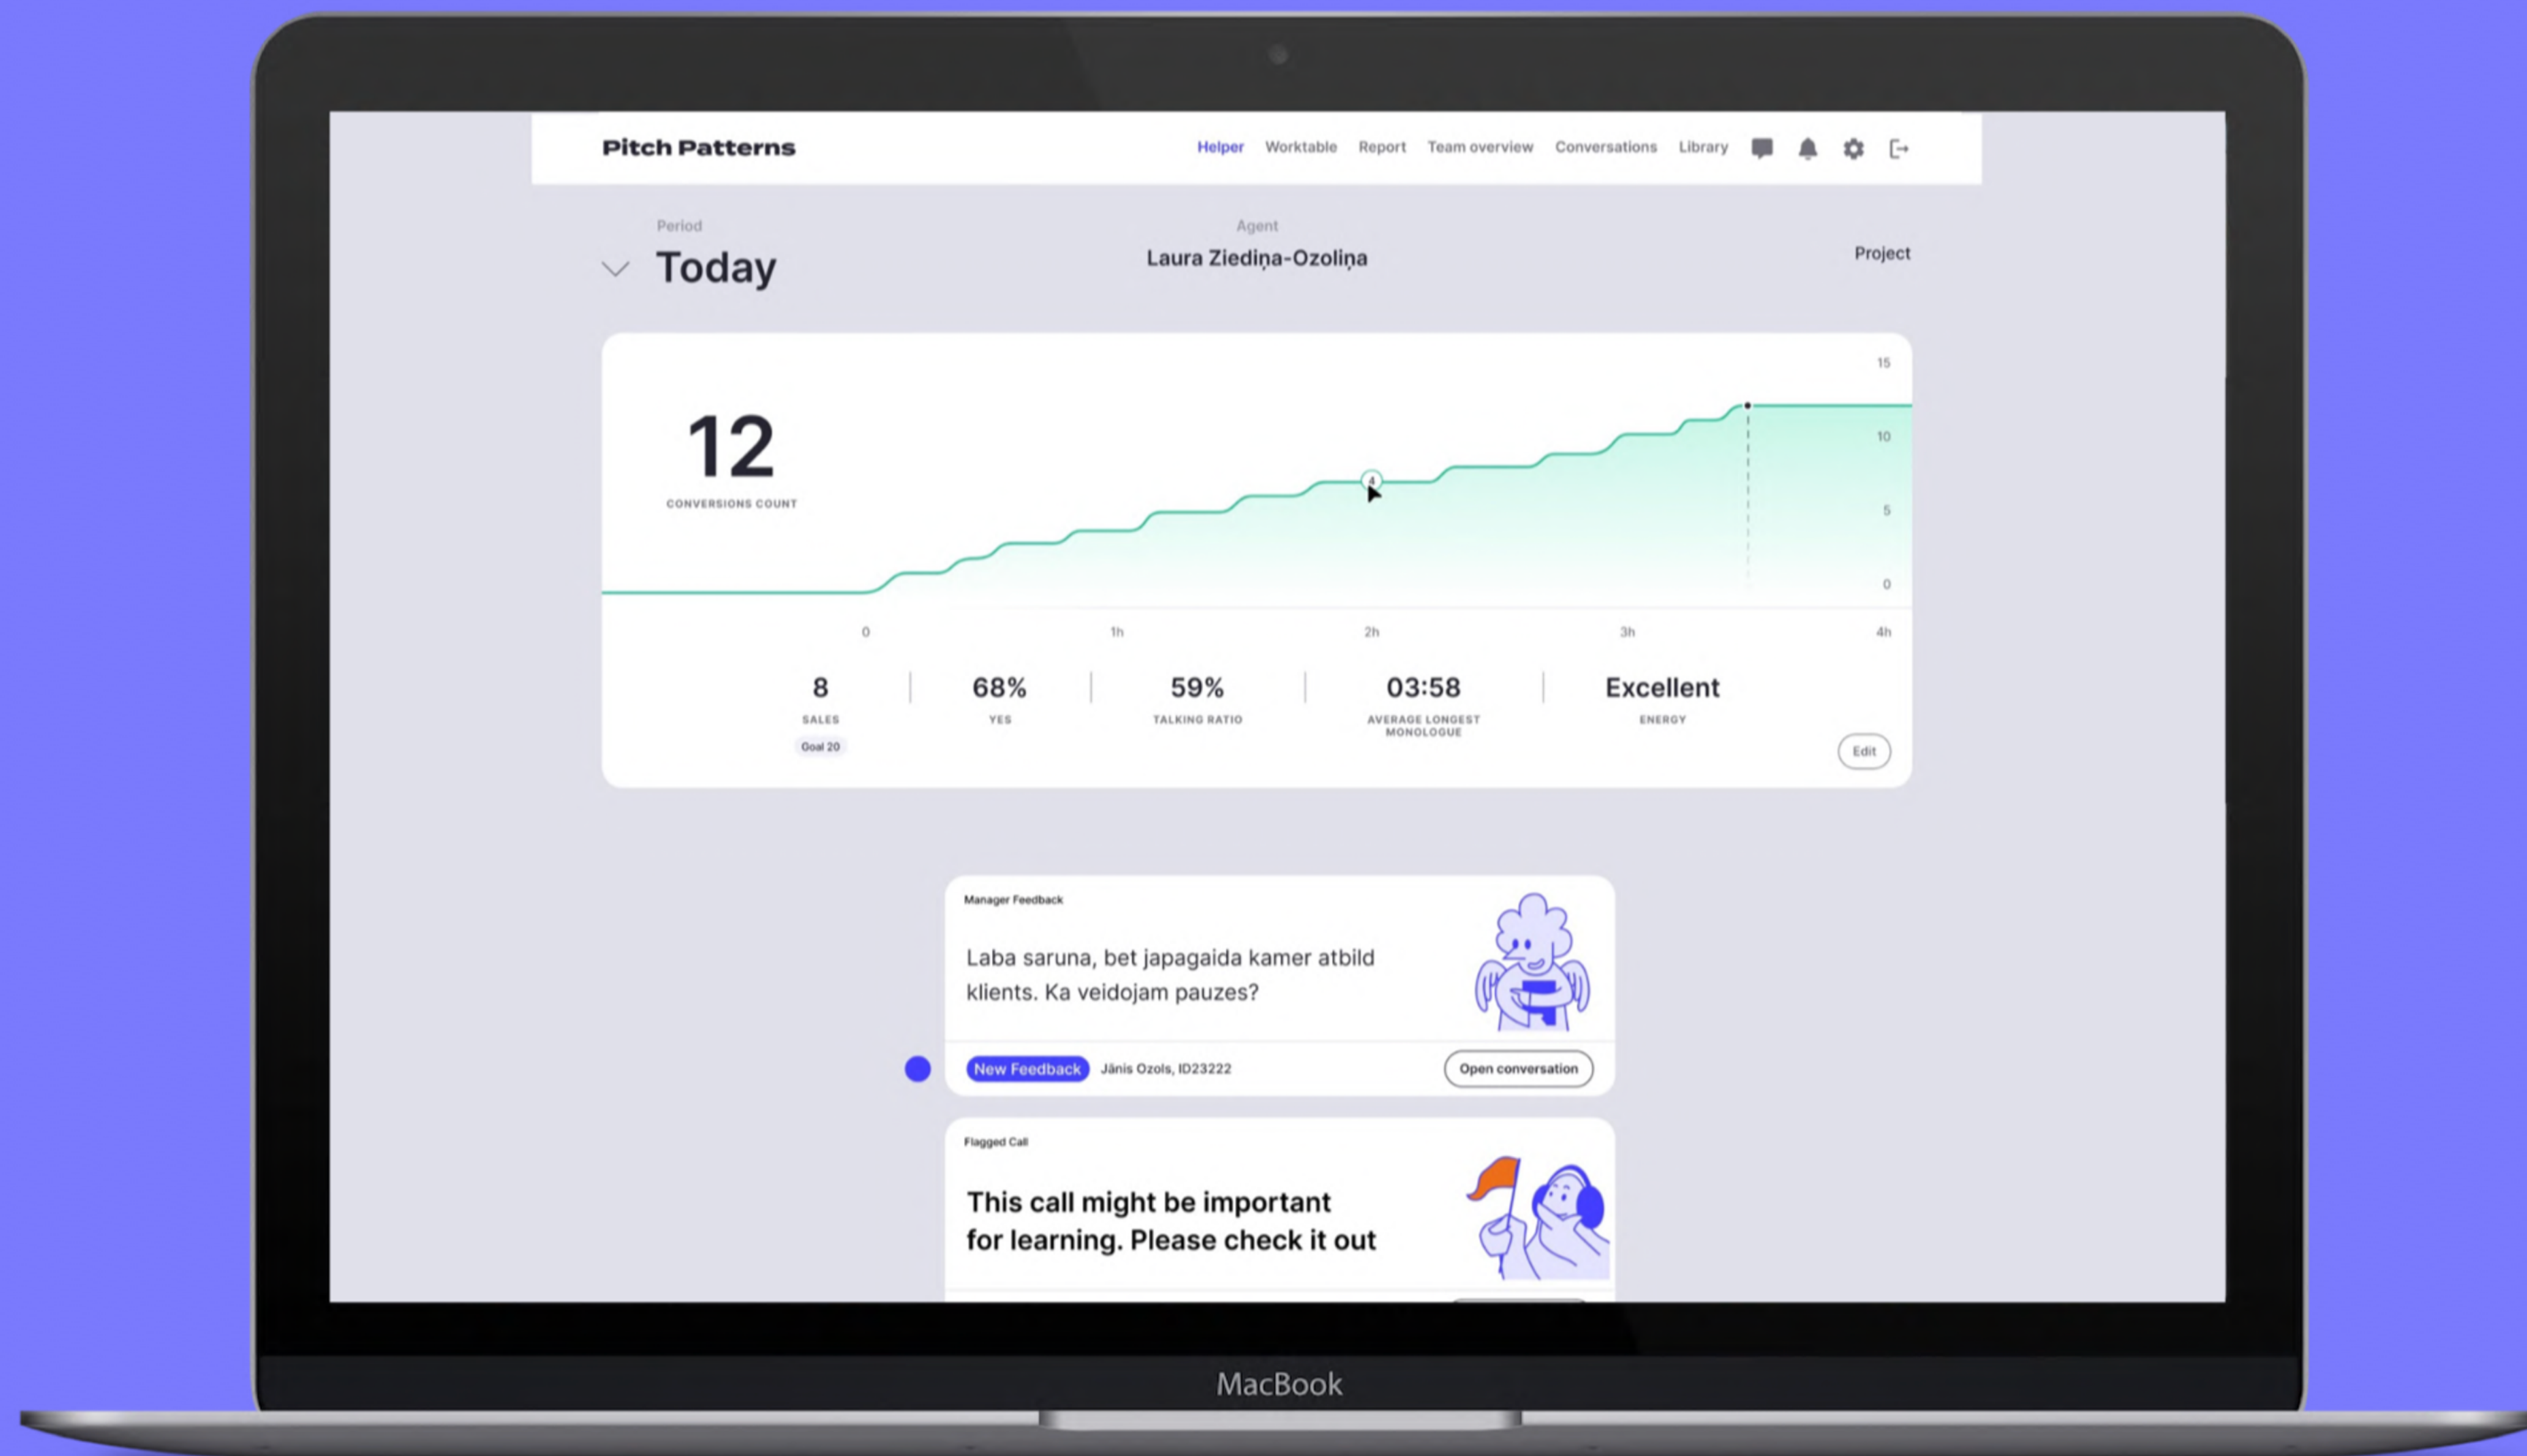 Pitch Patterns
Helper Worktable Report Team overview Conversations Library
Period
Today
Agent
Laura Ziediņa-Ozoliņa
Project
12
CONVERSIONS COUNT
15
10
5
0
4
0 1h 2h 3h 4h
8
SALES
Goal 20
68%
YES
59%
TALKING RATIO
03:58
AVERAGE LONGEST
MONOLOGUE
Excellent
ENERGY
Edit
Manager Feedback
Laba saruna, bet japagaida kamer atbild
klients. Ka veidojam pauzes?
New Feedback Jānis Ozols, ID23222
Open conversation
Flagged Call
This call might be important
for learning. Please check it out
MacBook